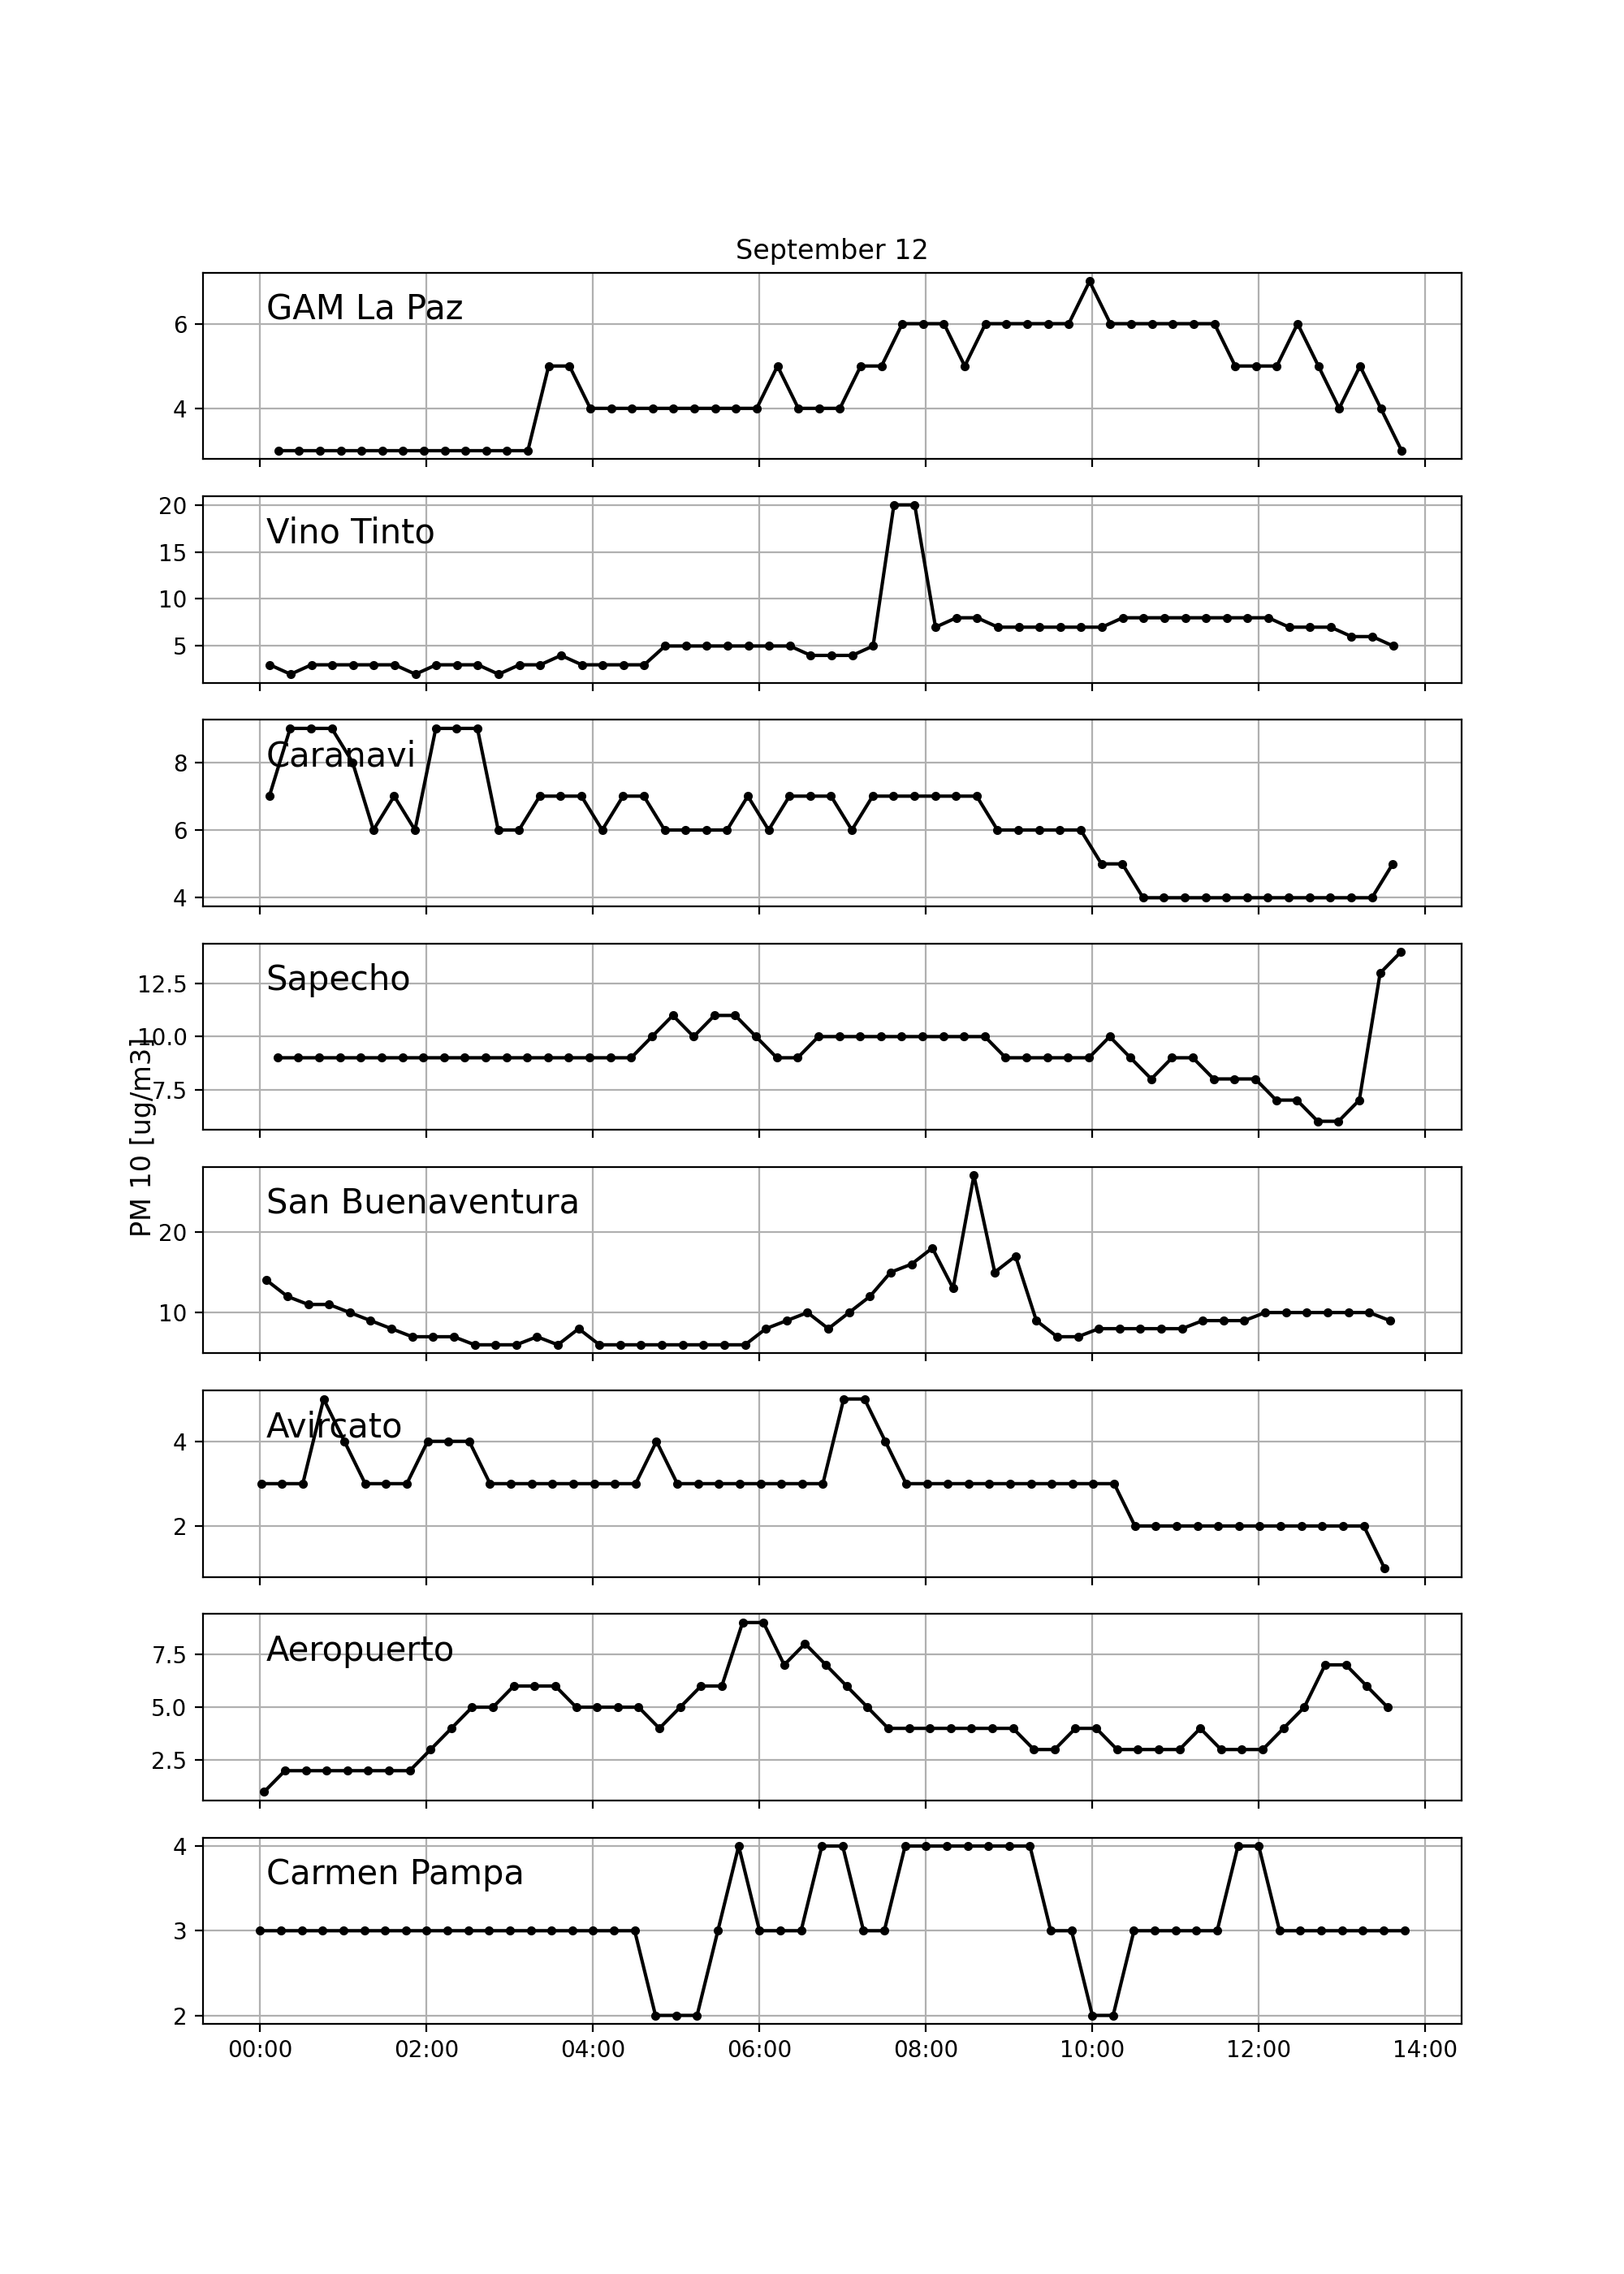 September 12
GAM La Paz
6
4
Vino Tinto
20
15
10
5
Caranavi
8
6
4
PM 10 [ug/m3]
Sapecho
12.5
10.0
7.5
San Buenaventura
20
10
Avircato
4
2
Aeropuerto
7.5
5.0
2.5
Carmen Pampa
4
3
2
00:00 02:00 04:00 06:00 08:00 10:00 12:00 14:00